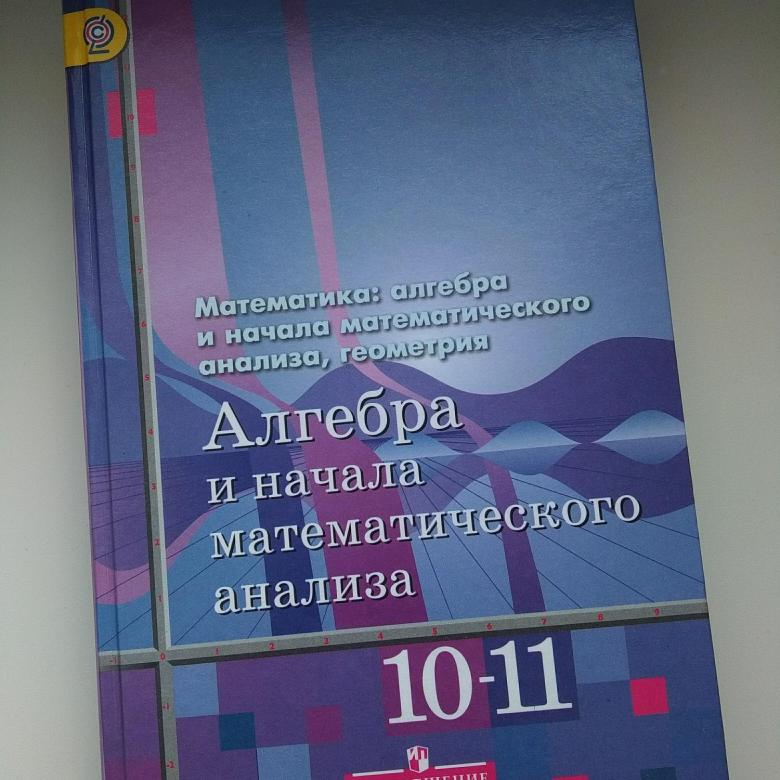 Математика: алгебра
и начала математического
анализа, геометрия
Алгебра
и начала
математического
анализа
10-11